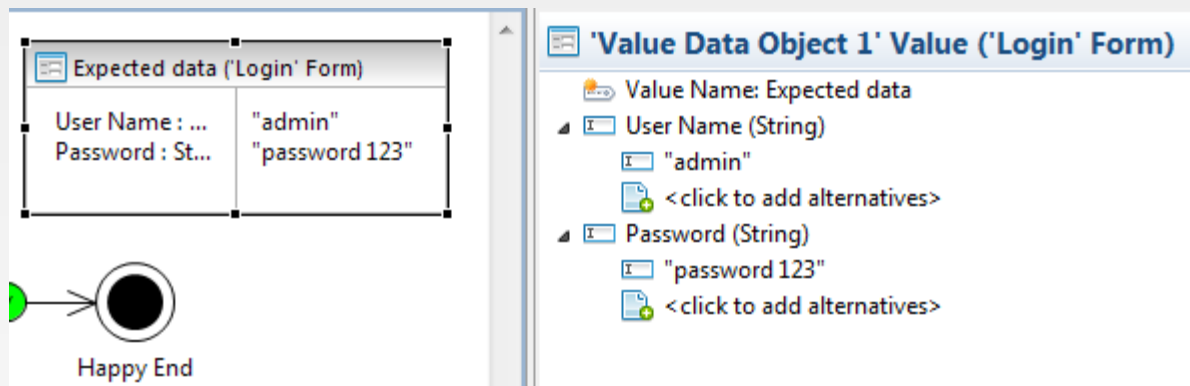 Expected data ('Login' Form)
User Name : ... "admin"
Password : St... "password 123"
Happy End
'Value Data Object 1' Value ('Login' Form)
Value Name: Expected data
User Name (String)
"admin"
<click to add alternatives>
Password (String)
"password 123"
<click to add alternatives>